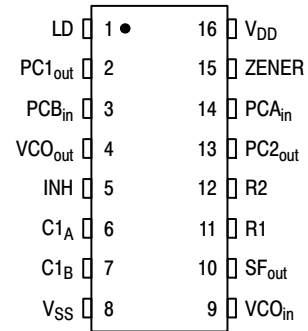 LD 1 16 VDD
PC1out 2 15 ZENER
PCBin 3 14 PCAin
VCOout 4 13 PC2out
INH 5 12 R2
C1A 6 11 R1
C1B 7 10 SFout
VSS 8 9 VCOin